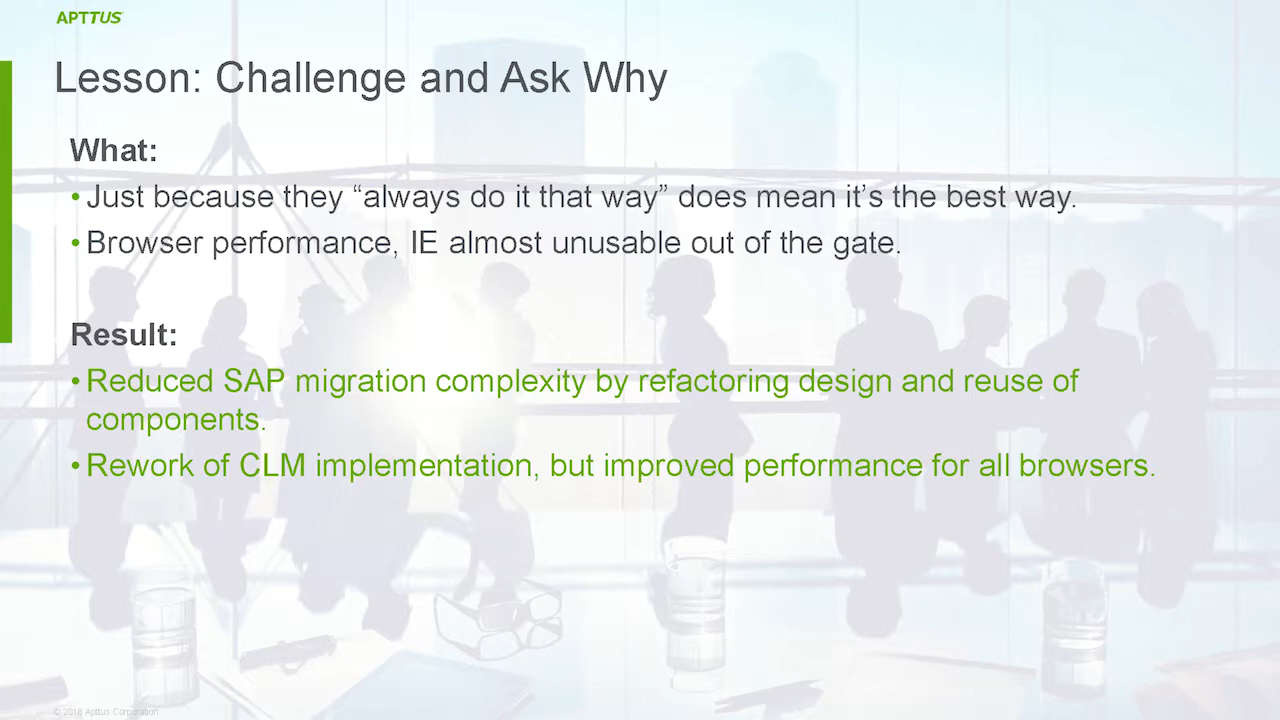 APTTUS
Lesson: Challenge and Ask Why
What:
• Just because they “always do it that way” does mean it’s the best way.
• Browser performance, IE almost unusable out of the gate.
Result:
• Reduced SAP migration complexity by refactoring design and reuse of
components.
• Rework of CLM implementation, but improved performance for all browsers.
© 2018 Apttus Corporation